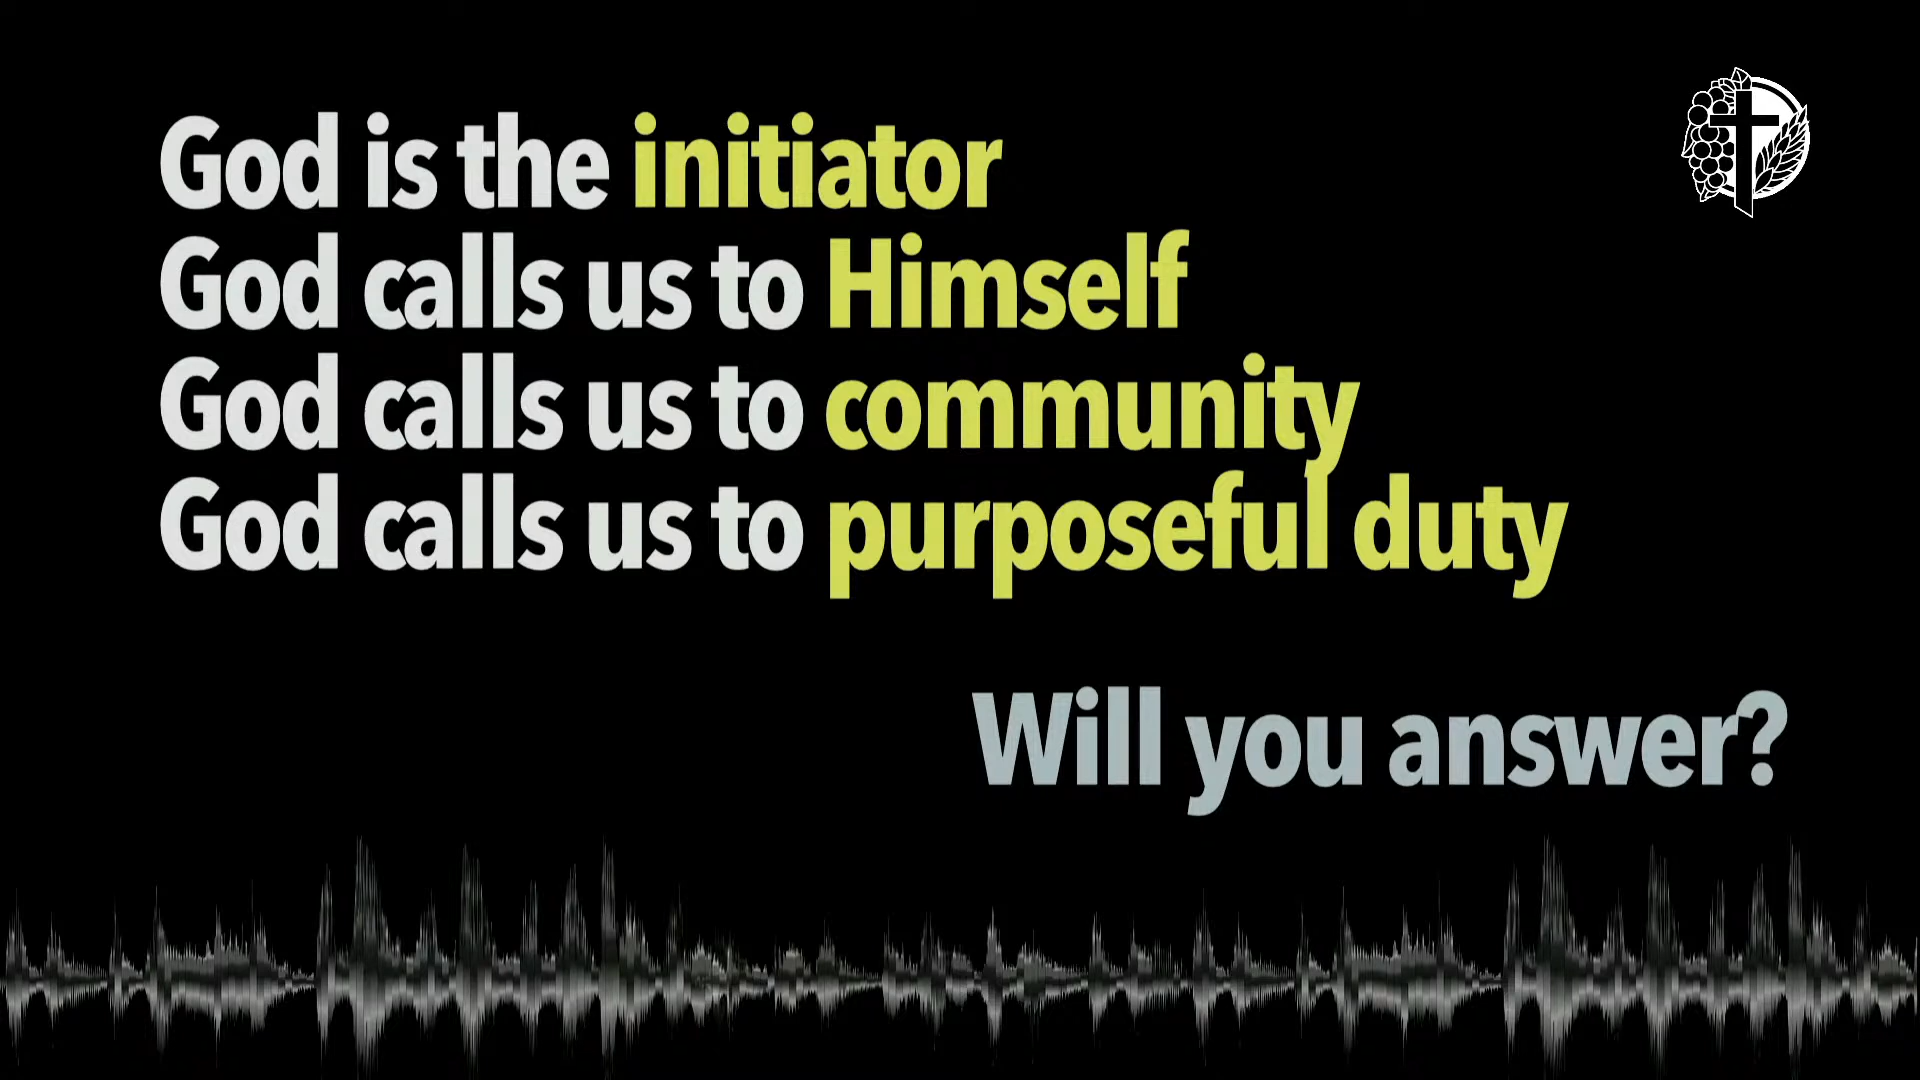 God is the initiator
God calls us to Himself
God calls us to community
God calls us to purposeful duty
Will you answer?